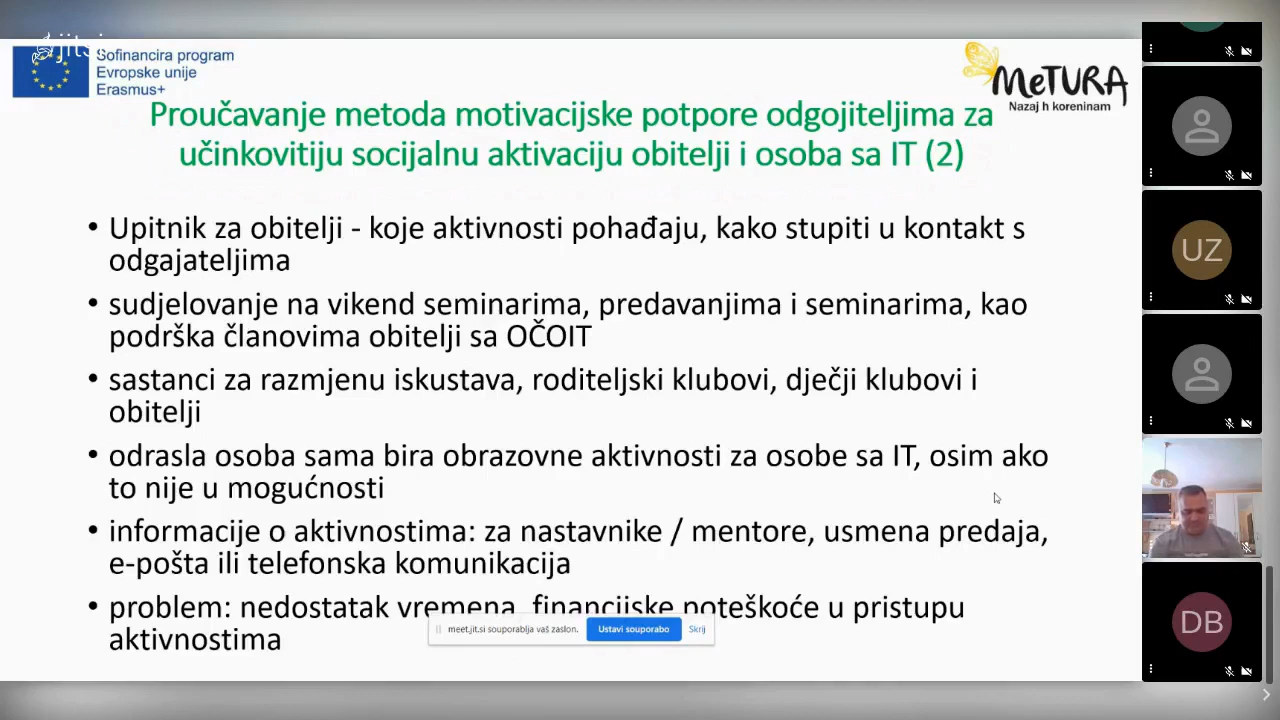 jitsi
Sofinancira program
Evropske unije
Erasmus+
MeTURA
Nazaj h koreninam
Proučavanje metoda motivacijske potpore odgojiteljima za
učinkovitiju socijalnu aktivaciju obitelji i osoba sa IT (2)
• Upitnik za obitelji - koje aktivnosti pohađaju, kako stupiti u kontakt s
odgajateljima
• sudjelovanje na vikend seminarima, predavanjima i seminarima, kao
podrška članovima obitelji sa OČOIT
• sastanci za razmjenu iskustava, roditeljski klubovi, dječji klubovi i
obitelji
• odrasla osoba sama bira obrazovne aktivnosti za osobe sa IT, osim ako
to nije u mogućnosti
• informacije o aktivnostima: za nastavnike / mentore, usmena predaja,
e-pošta ili telefonska komunikacija
• problem: nedostatak vremena, financijske poteškoće u pristupu
aktivnostima
meet.jit.si souporablja vaš zaslon.
Ustavi souporabo
Skrij
UZ
DB